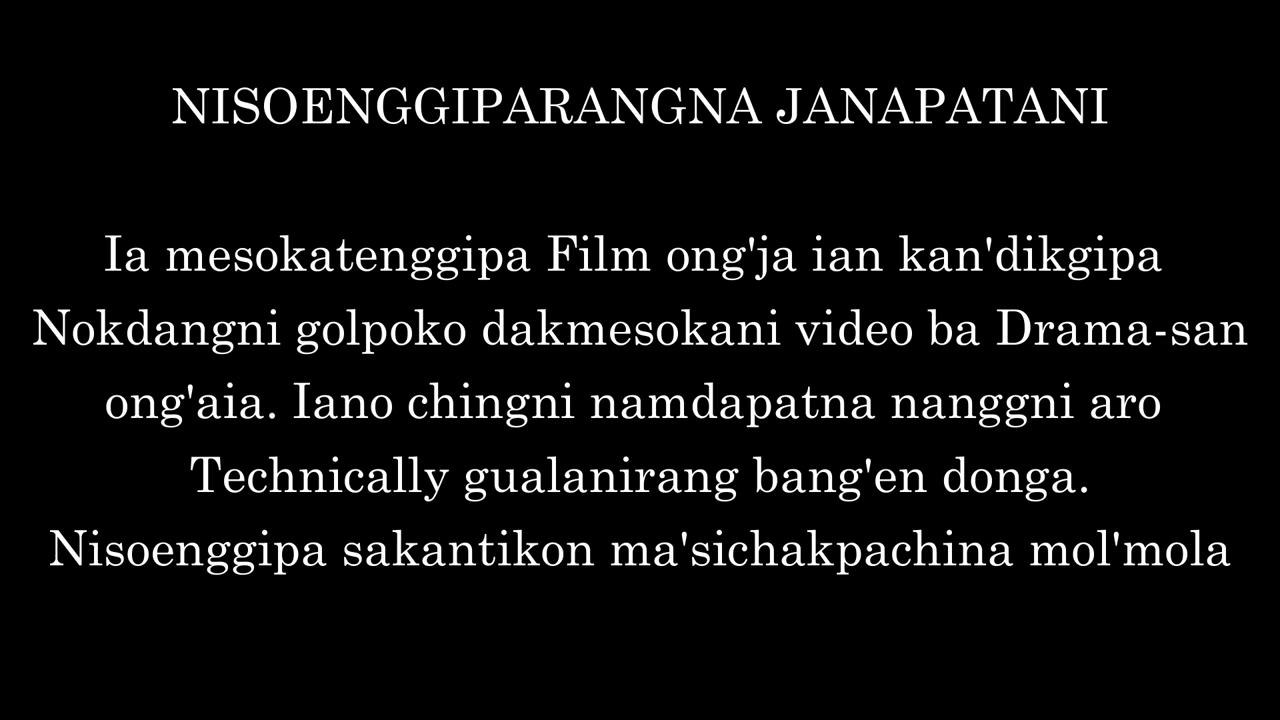 NISOENGGIPARANGNA JANAPATANI
Ia mesokatenggipa Film ong'ja ian kan'dikgipa
Nokdangni golpoko dakmesokani video ba Drama-san
ong'aia. Iano chingni namdapatna nanggni aro
Technically gualanirang bang'en donga.
Nisoenggipa sakantikon ma'sichakpachina mol'mola